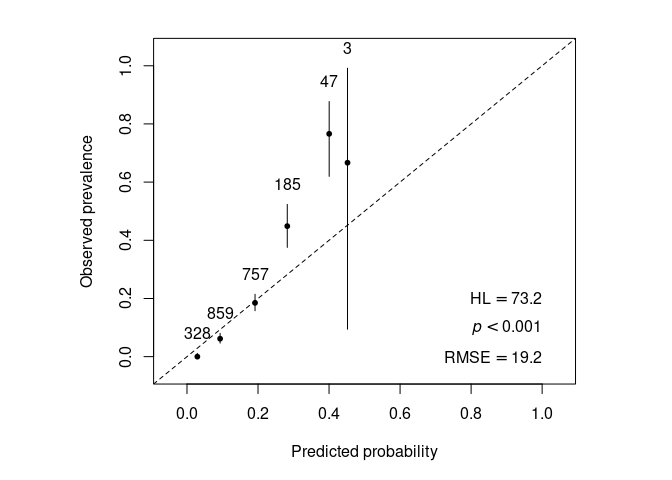 3
47
185
757
859
328
HL = 73.2
p < 0.001
RMSE = 19.2
Observed prevalence
0.0
0.2
0.4
0.6
0.8
1.0
0.0 0.2 0.4 0.6 0.8 1.0
Predicted probability